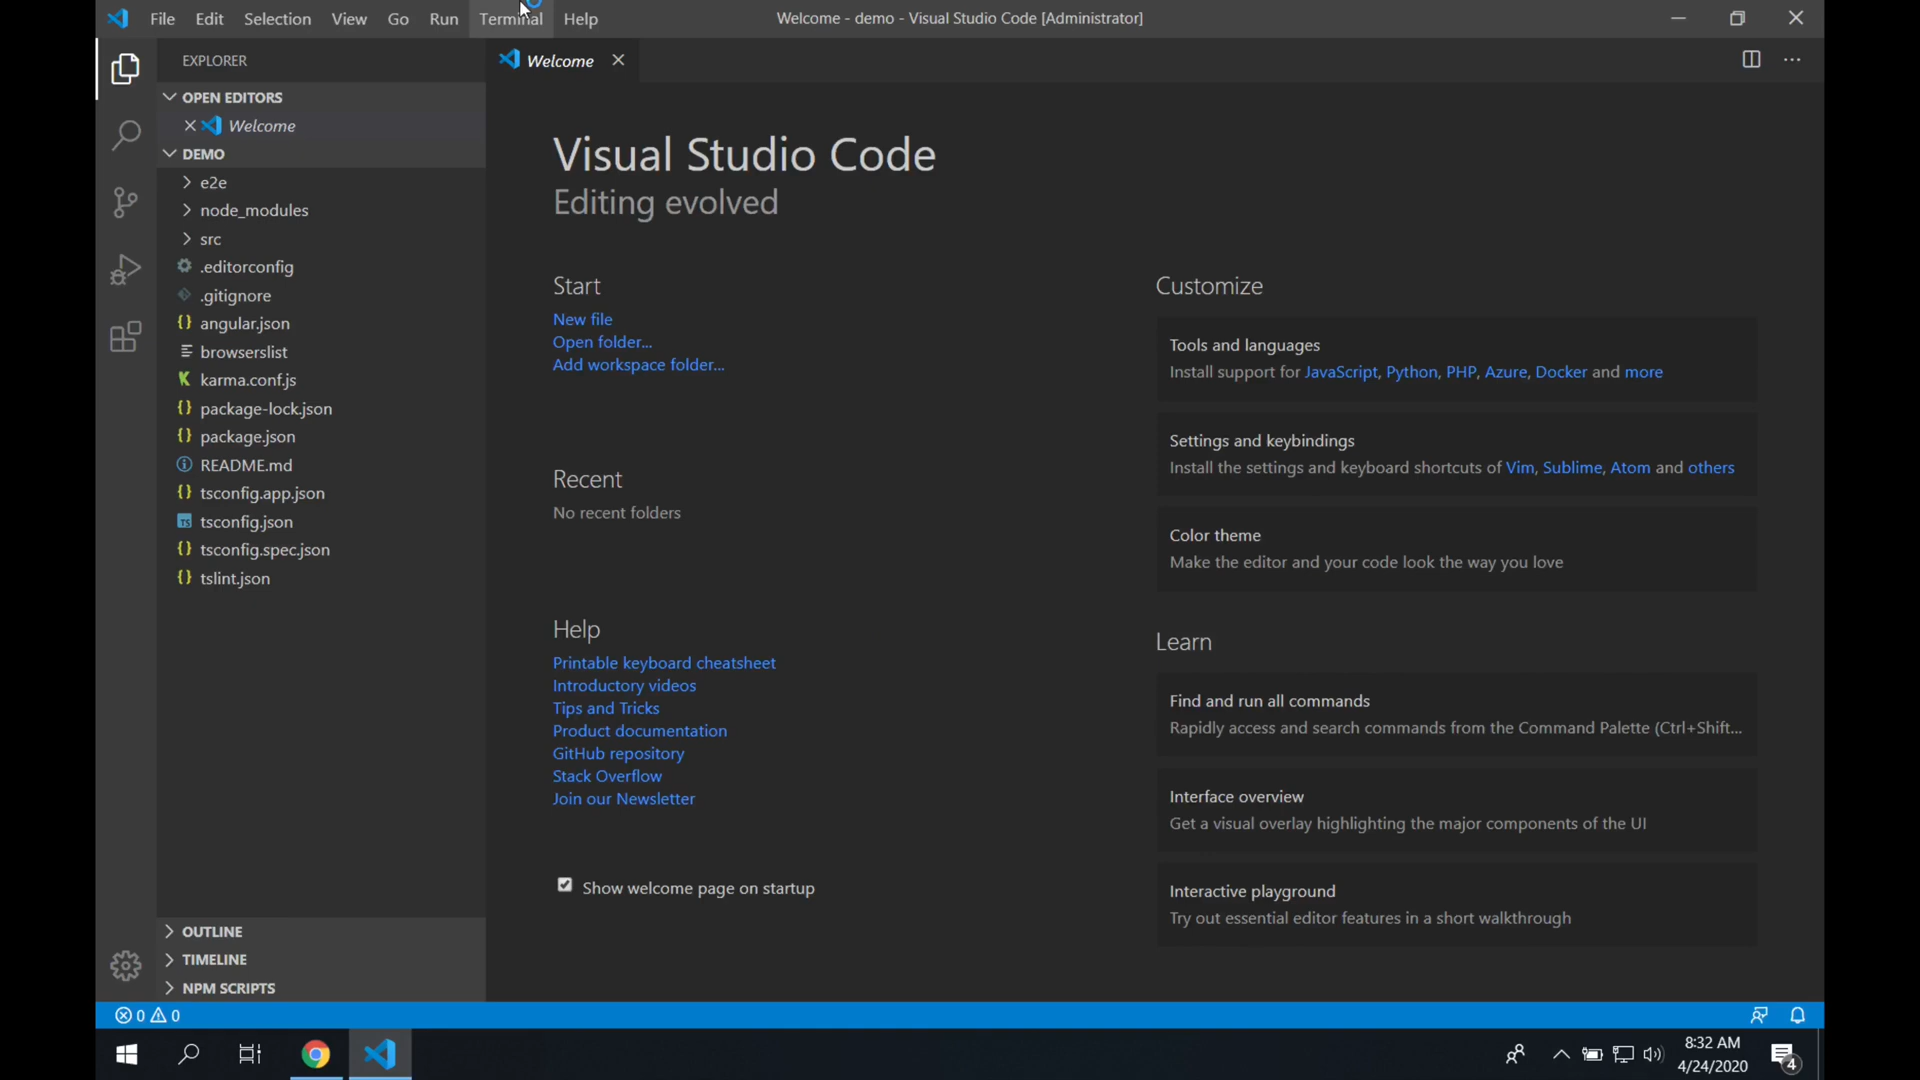 File Edit Selection View Go Run Terminal Help
Welcome - demo - Visual Studio Code [Administrator]
EXPLORER
OPEN EDITORS
Welcome
DEMO
e2e
node_modules
src
.editorconfig
.gitignore
angular.json
browserslist
karma.conf.js
package-lock.json
package.json
README.md
tsconfig.app.json
tsconfig.json
tsconfig.spec.json
tslint.json
OUTLINE
TIMELINE
NPM SCRIPTS
Welcome
Visual Studio Code
Editing evolved
Start
New file
Open folder...
Add workspace folder...
Recent
No recent folders
Help
Printable keyboard cheatsheet
Introductory videos
Tips and Tricks
Product documentation
GitHub repository
Stack Overflow
Join our Newsletter
Show welcome page on startup
Customize
Tools and languages
Install support for JavaScript, Python, PHP, Azure, Docker and more
Settings and keybindings
Install the settings and keyboard shortcuts of Vim, Sublime, Atom and others
Color theme
Make the editor and your code look the way you love
Learn
Find and run all commands
Rapidly access and search commands from the Command Palette (Ctrl+Shift...
Interface overview
Get a visual overlay highlighting the major components of the UI
Interactive playground
Try out essential editor features in a short walkthrough
0 0
8:32 AM
4/24/2020
4